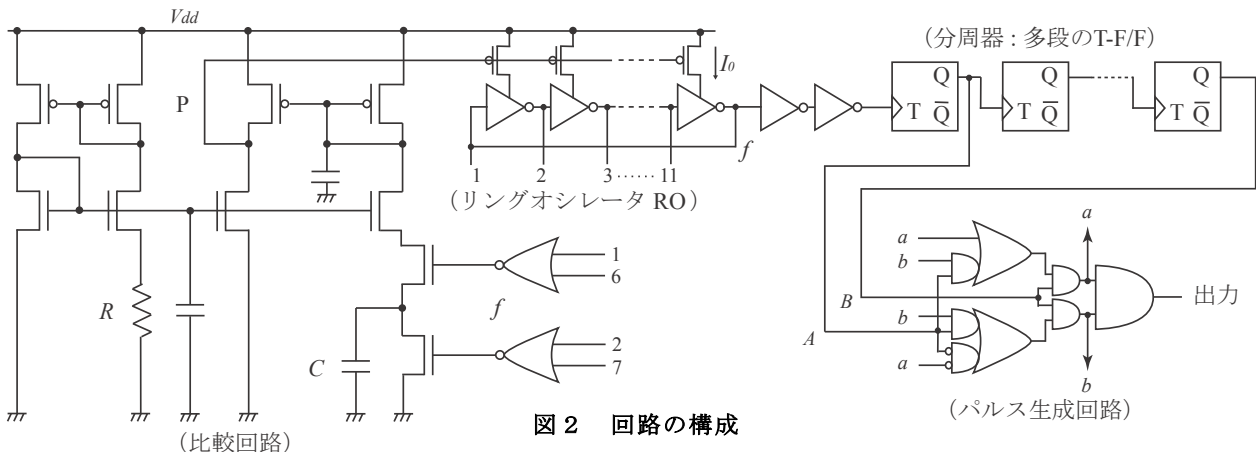 Vdd
(分周器 : 多段のT-F/F)
P
I0
Q
T Q
Q
T Q
Q
T Q
f
1 2 3 …… 11
(リングオシレータ RO)
a
a
b
1
6
R
f
B
出力
b
A
2
7
C
a
b
(パルス生成回路)
図2 回路の構成
(比較回路)